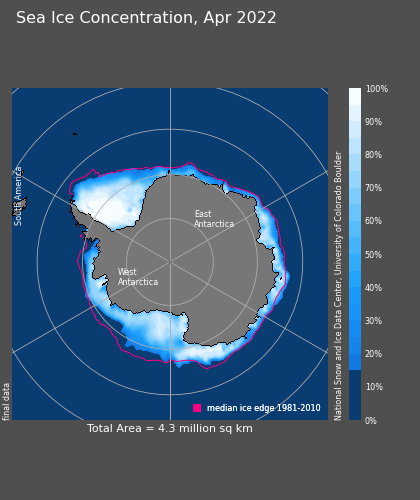 Sea Ice Concentration, Apr 2022
South America
East
Antarctica
West
Antarctica
final data
median ice edge 1981-2010
Total Area = 4.3 million sq km
National Snow and Ice Data Center, University of Colorado Boulder
100%
90%
80%
70%
60%
50%
40%
30%
20%
10%
0%